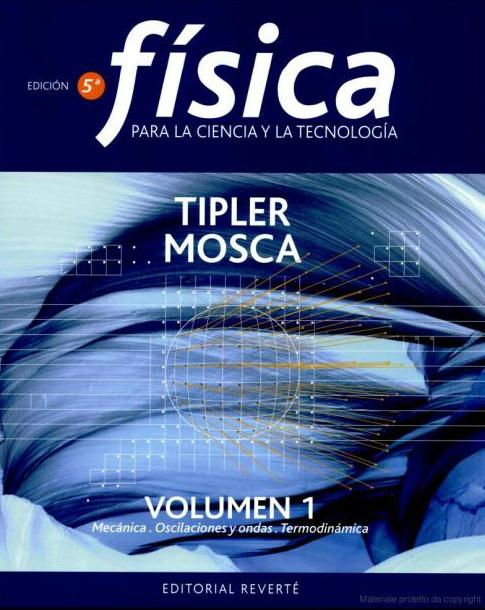 EDICIÓN 5ª física
PARA LA CIENCIA Y LA TECNOLOGÍA
TIPLER
MOSCA
VOLUMEN 1
Mecánica . Oscilaciones y ondas . Termodinámica
EDITORIAL REVERTÉ
Materiale protetto da copyright